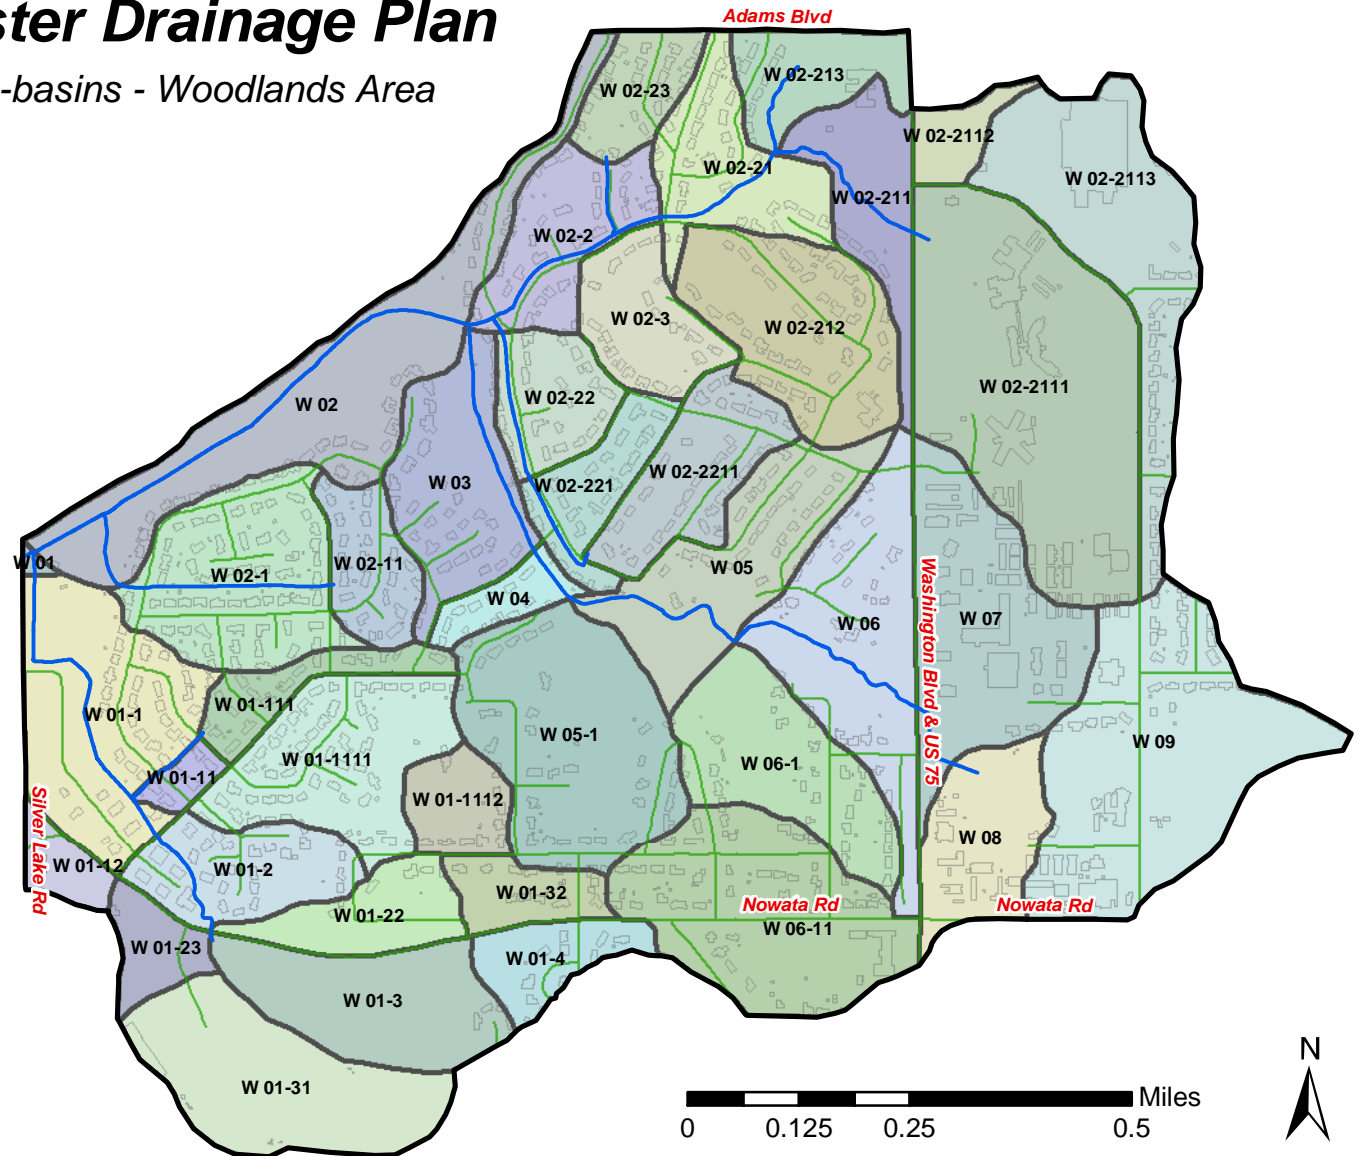 ster Drainage Plan
-basins - Woodlands Area
Adams Blvd
W 02-23
W 02-213
W 02-2112
W 02-21
W 02-2113
W 02-211
W 02-2
W 02-3
W 02-212
W 02-2111
W 02-22
W 02
W 02-2211
W 03
W 02-221
W 01
W 02-11
W 05
W 02-1
W 04
W 06
W 07
Washington Blvd & US 75
W 01-111
W 01-1
W 05-1
W 09
W 01-1111
W 06-1
W 01-11
W 01-1112
W 08
Silver Lake Rd
W 01-12
W 01-2
W 01-32
Nowata Rd
Nowata Rd
W 01-22
W 06-11
W 01-23
W 01-4
W 01-3
W 01-31
N
Miles
0
0.125
0.25
0.5